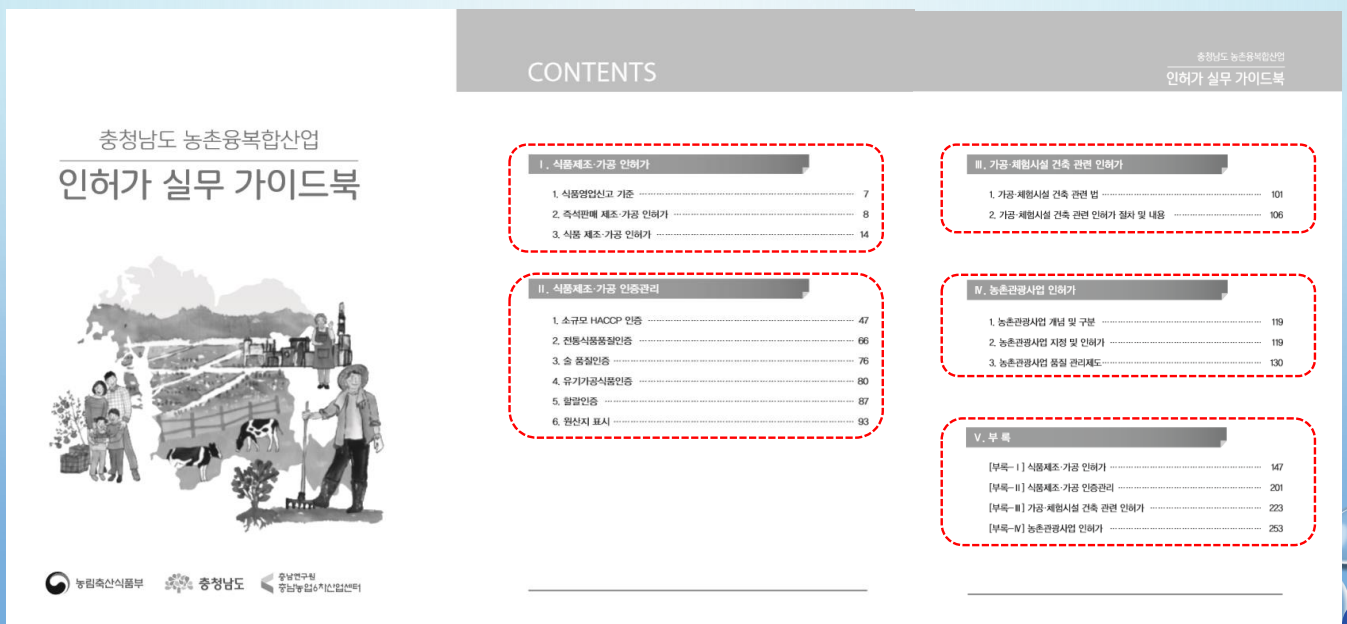 충청남도 농촌융복합산업
인허가 실무 가이드북
농림축산식품부
충청남도
충남연구원
충남농업6차산업센터
CONTENTS
Ⅰ. 식품제조·가공 인허가
1. 식품영업신고 기준 7
2. 즉석판매 제조·가공 인허가 8
3. 식품 제조·가공 인허가 14
Ⅱ. 식품제조·가공 인증관리
1. 소규모 HACCP 인증 47
2. 전통식품품질인증 66
3. 술 품질인증 76
4. 유기가공식품인증 80
5. 할랄인증 87
6. 원산지 표시 93
충청남도 농촌융복합산업
인허가 실무 가이드북
Ⅲ. 가공·체험시설 건축 관련 인허가
1. 가공·체험시설 건축 관련 법 101
2. 가공·체험시설 건축 관련 인허가 절차 및 내용 106
Ⅳ. 농촌관광사업 인허가
1. 농촌관광사업 개념 및 구분 119
2. 농촌관광사업 지정 및 인허가 119
3. 농촌관광사업 품질 관리제도 130
Ⅴ. 부 록
[부록-Ⅰ] 식품제조·가공 인허가 147
[부록-Ⅱ] 식품제조·가공 인증관리 201
[부록-Ⅲ] 가공·체험시설 건축 관련 인허가 223
[부록-Ⅳ] 농촌관광사업 인허가 253